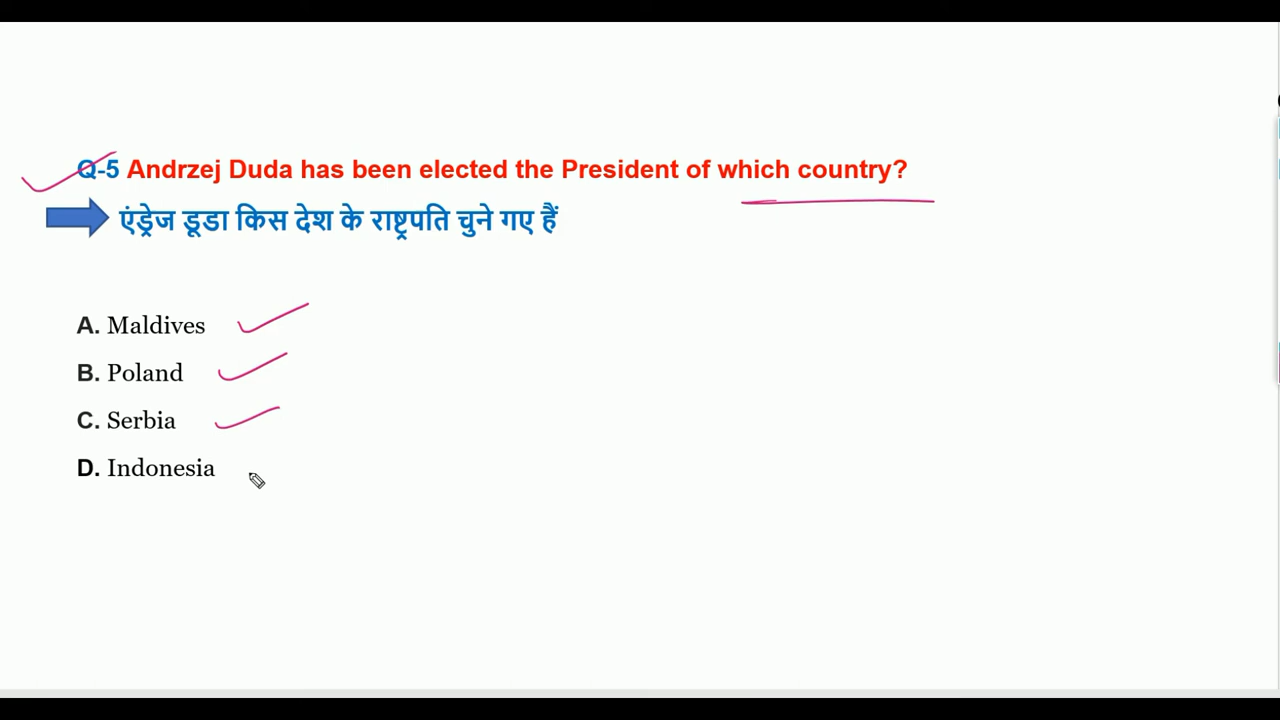 Q-5 Andrzej Duda has been elected the President of which country?
एंड्रेज डूडा किस देश के राष्ट्रपति चुने गए हैं
A. Maldives
B. Poland
C. Serbia
D. Indonesia